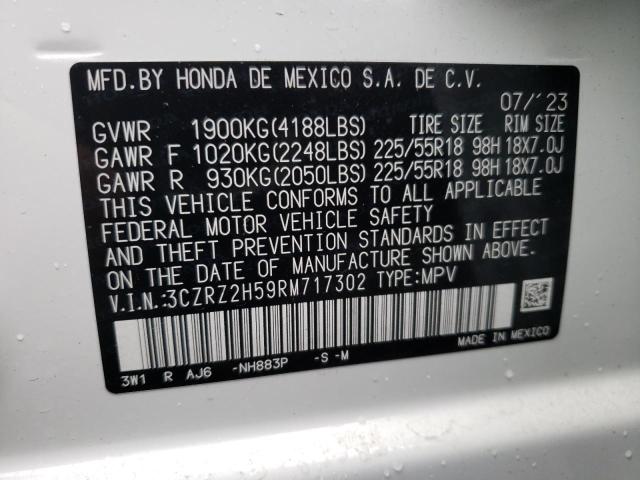 MFD.BY HONDA DE MEXICO S.A. DE C.V.
07/'23
GVWR 1900KG(4188LBS) TIRE SIZE RIM SIZE
GAWR F 1020KG(2248LBS) 225/55R18 98H 18X7.0J
GAWR R 930KG(2050LBS) 225/55R18 98H 18X7.0J
THIS VEHICLE CONFORMS TO ALL APPLICABLE
FEDERAL MOTOR VEHICLE SAFETY
AND THEFT PREVENTION STANDARDS IN EFFECT
ON THE DATE OF MANUFACTURE SHOWN ABOVE.
V.I.N.:3CZRZ2H59RM717302 TYPE:MPV
3W1 R AJ6 -NH883P -S -M
MADE IN MEXICO